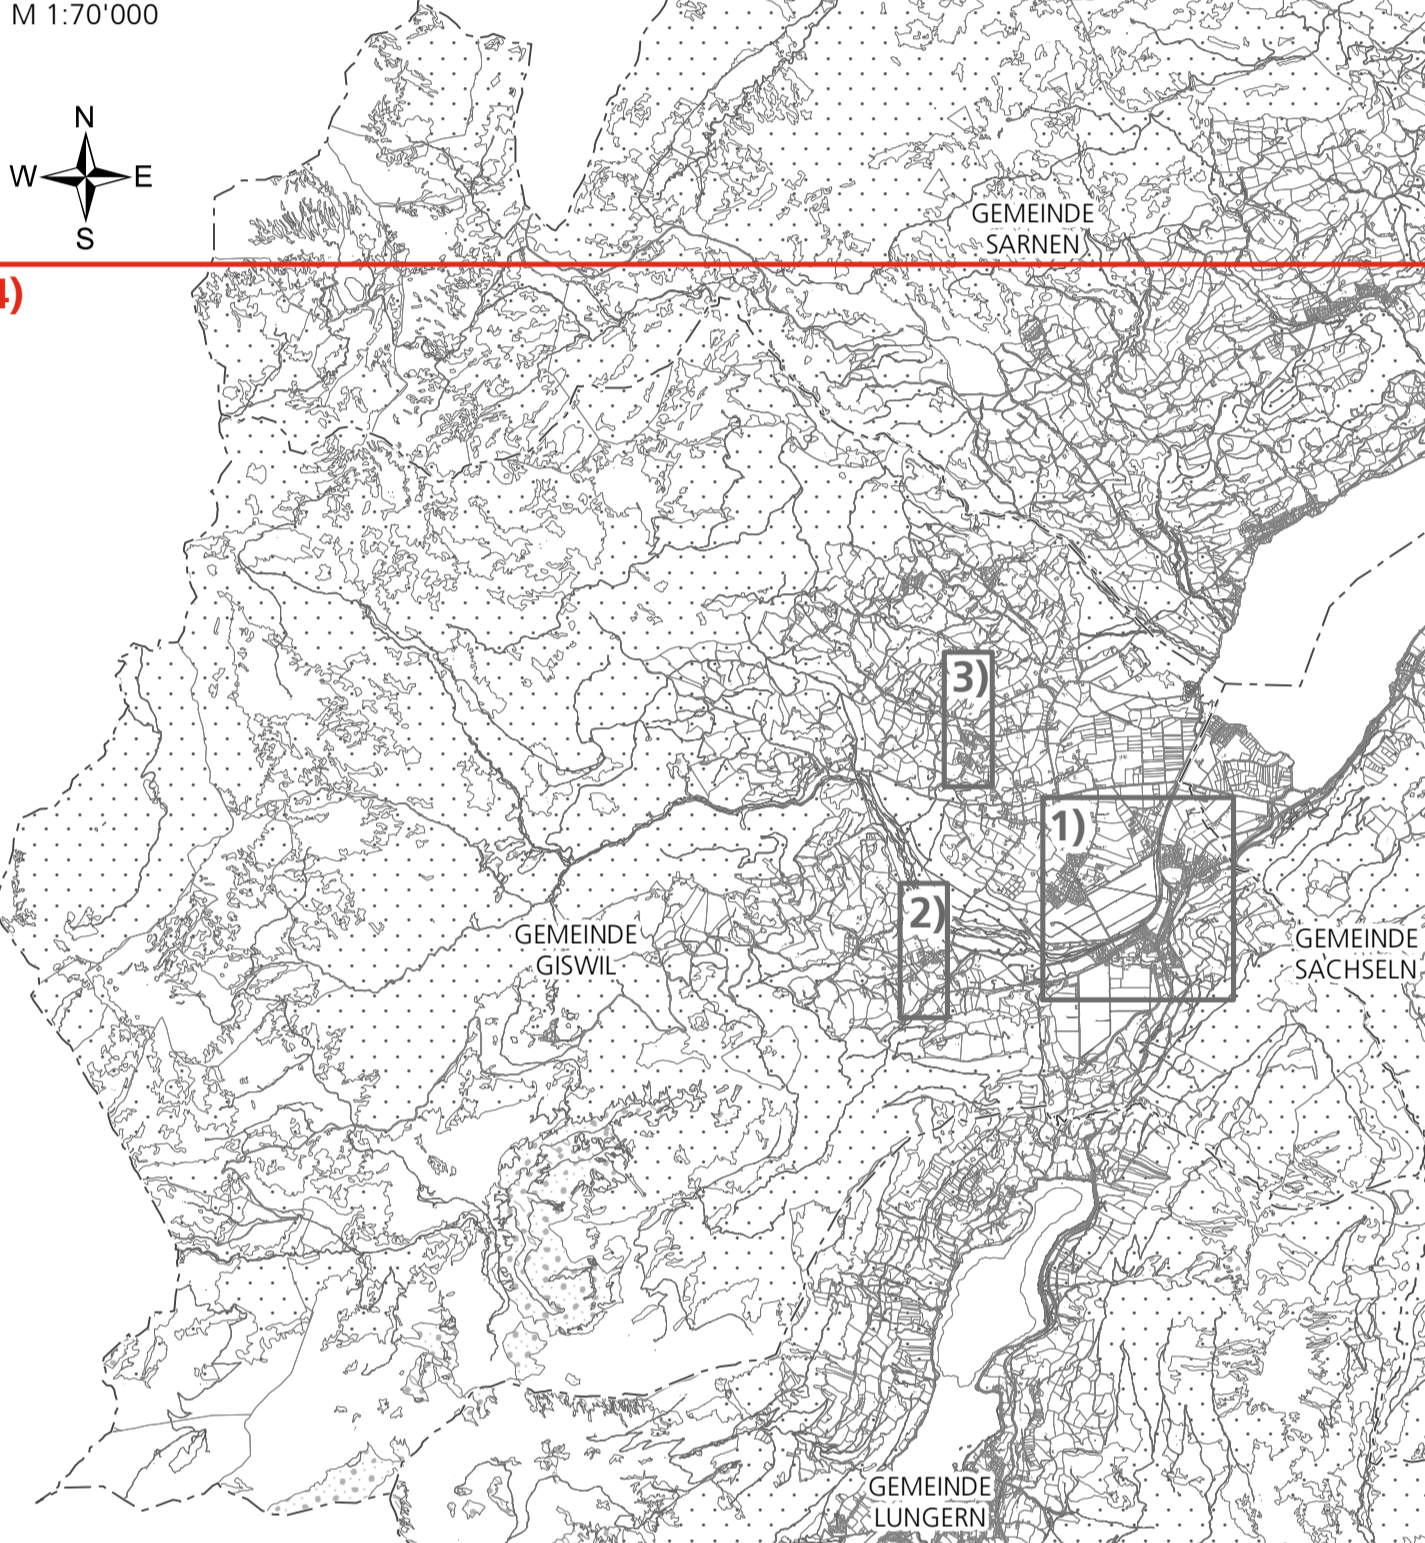 M 1:70'000
N
W E
S
GEMEINDE
SARNEN
4)
3)
1)
2)
GEMEINDE
GISWIL
GEMEINDE
SACHSELN
GEMEINDE
LUNGERN